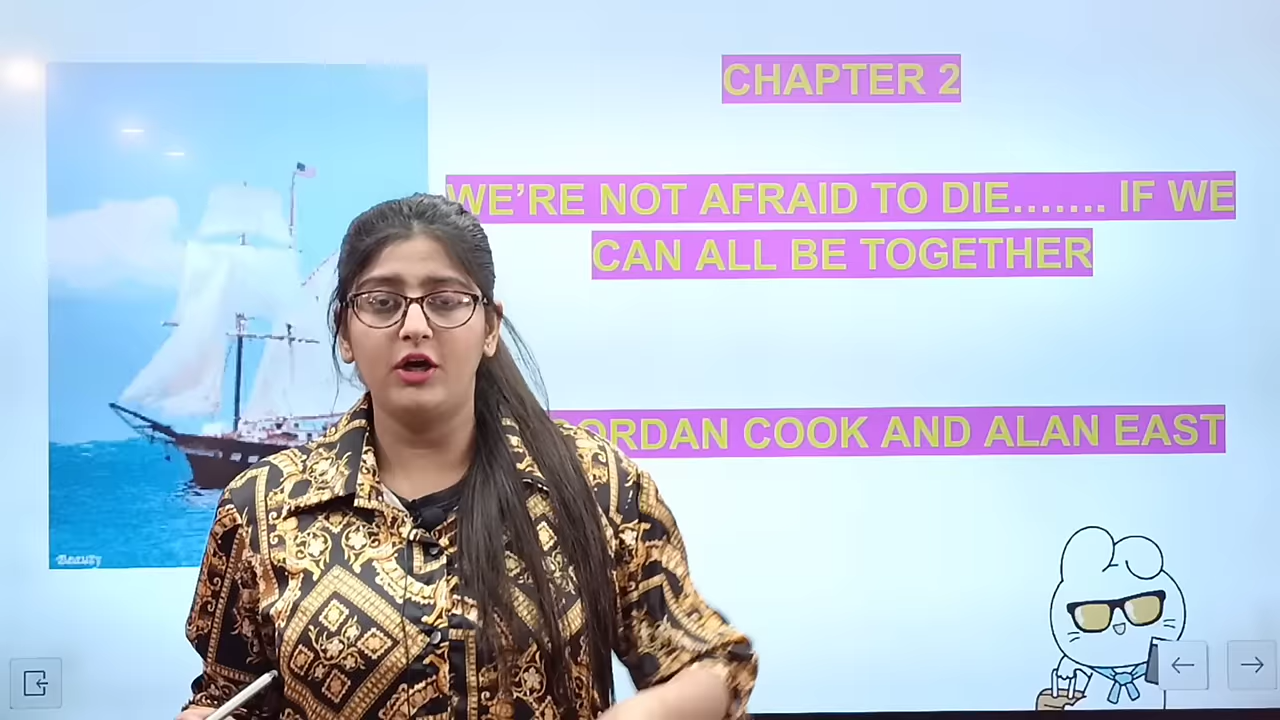 CHAPTER 2
WE'RE NOT AFRAID TO DIE....... IF WE
CAN ALL BE TOGETHER
ORDAN COOK AND ALAN EAST
Beauty